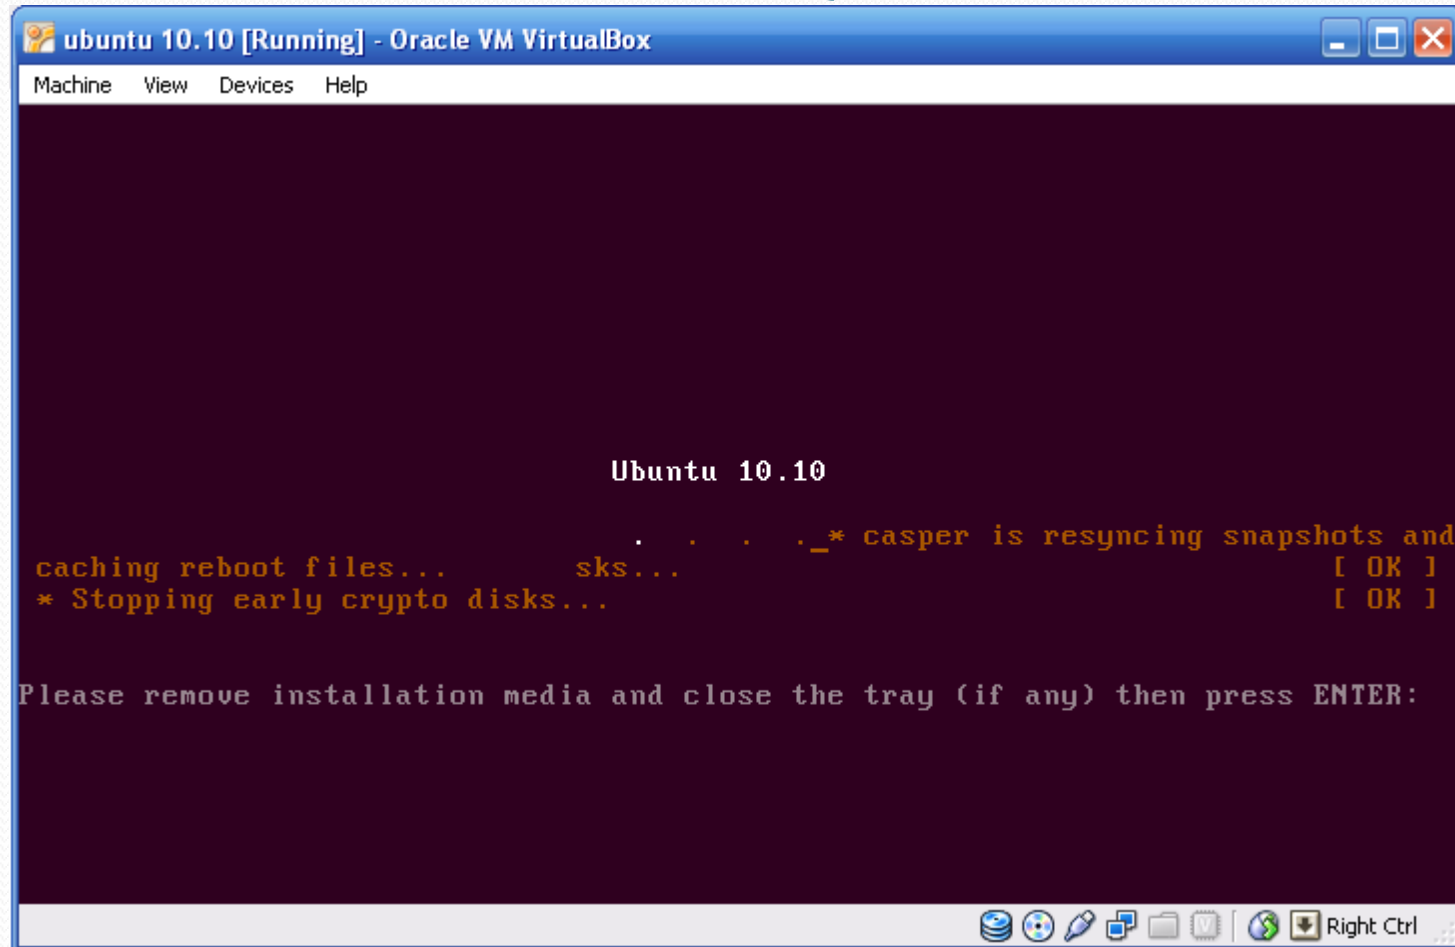 ubuntu 10.10 [Running] - Oracle VM VirtualBox
Machine View Devices Help
Ubuntu 10.10
. . . ._* casper is resyncing snapshots and
caching reboot files... sks... [ OK ]
* Stopping early crypto disks... [ OK ]
Please remove installation media and close the tray (if any) then press ENTER:
Right Ctrl